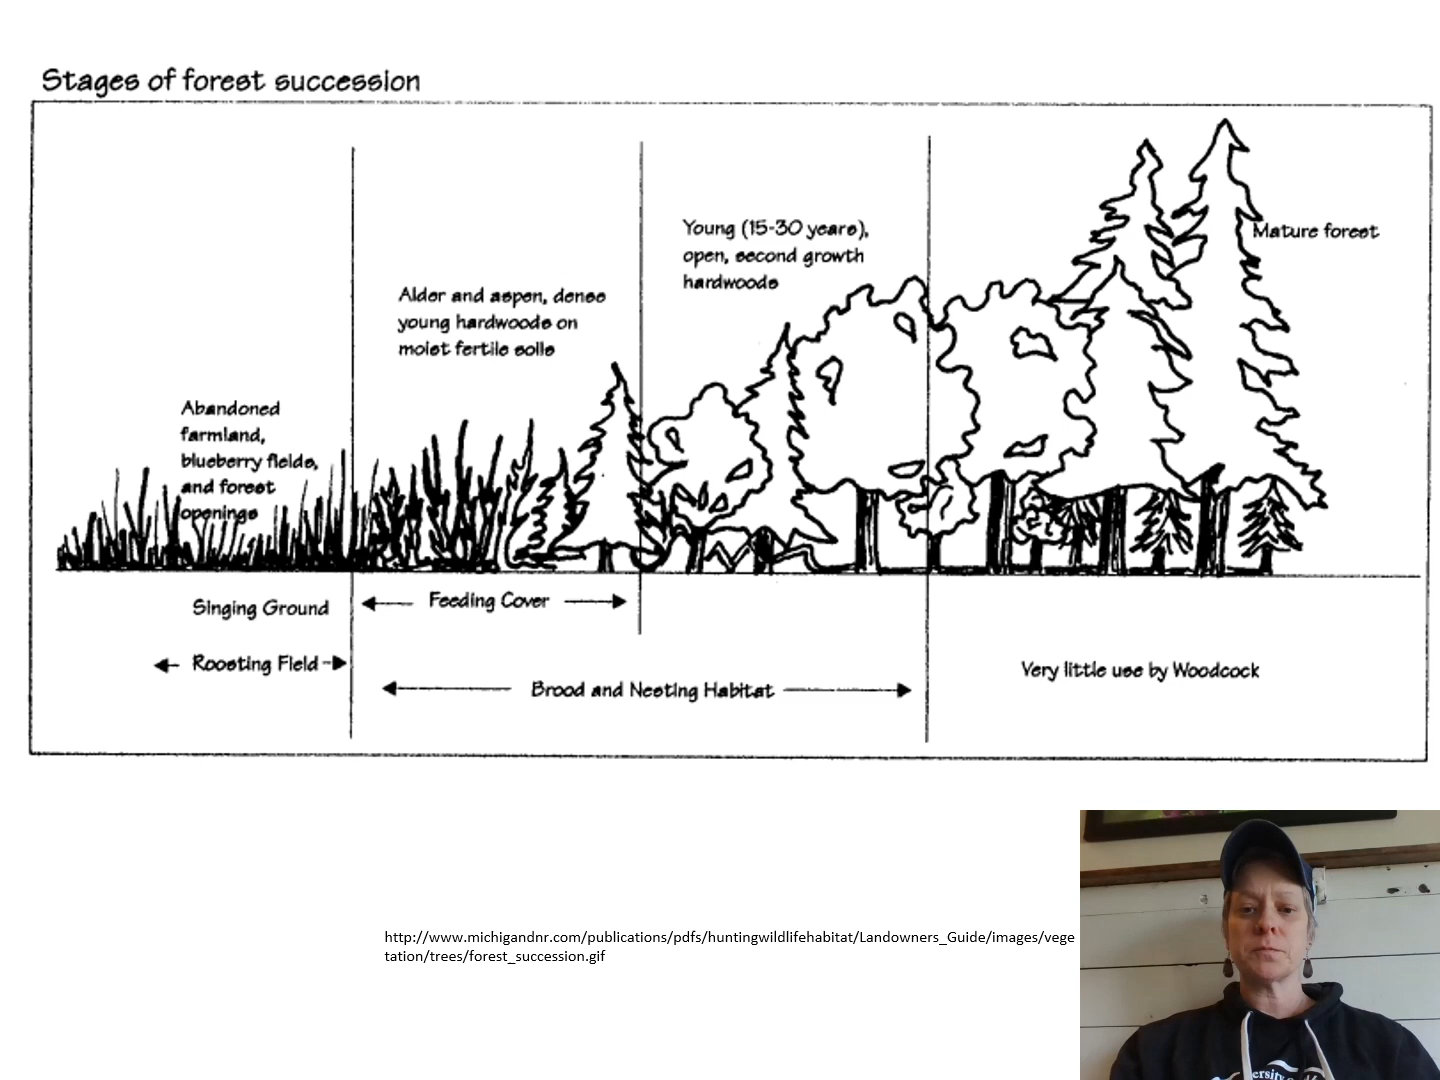 Stages of forest succession
Abandoned
farmland,
blueberry fields,
and forest
openings
Alder and aspen, dense
young hardwoods on
moist fertile soils
Young (15-30 years),
open, second growth
hardwoods
Mature forest
Singing Ground
Feeding Cover
Roosting Field
Brood and Nesting Habitat
Very little use by Woodcock
http://www.michigandnr.com/publications/pdfs/huntingwildlifehabitat/Landowners_Guide/images/vege
tation/trees/forest_succession.gif